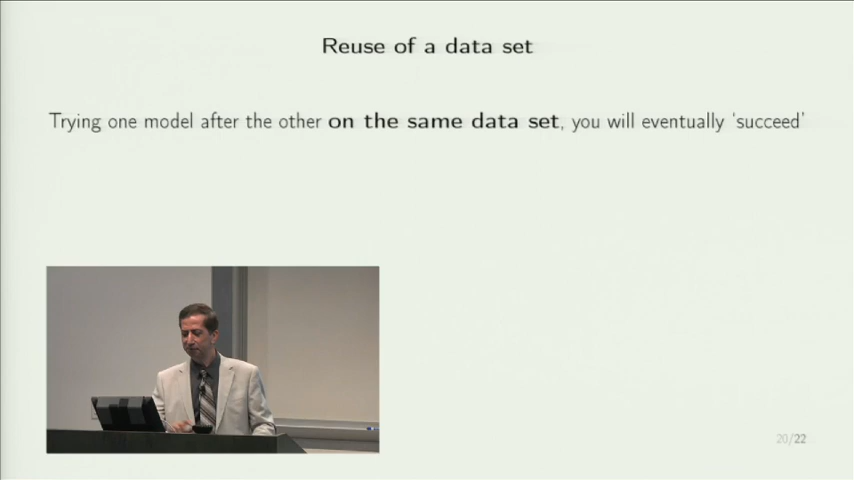 Reuse of a data set
Trying one model after the other on the same data set, you will eventually 'succeed'
20/22